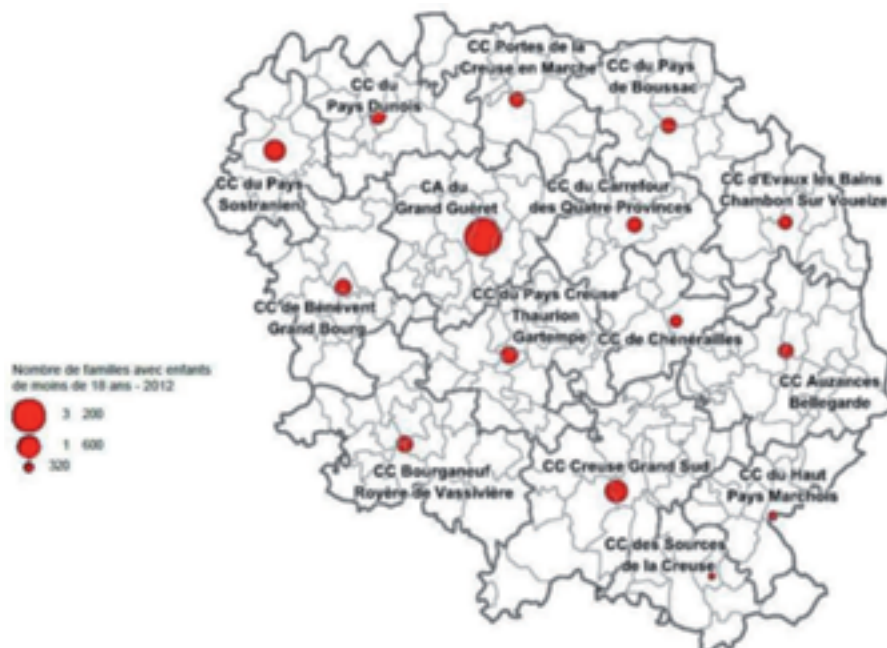 CC Portes de la
Creuse en Marche
CC du Pays
de Boussac
CC du
Pays Dunois
CC du Pays
Sostranien
CA du
Grand Guéret
CC du Carrefour
des Quatre Provinces
CC d'Evaux les Bains
Chambon Sur Voueize
CC de Bénévent
Grand Bourg
CC du Pays Creuse
Thaurion
Gartempe
CC de Chénérailles
CC Auzances
Bellegarde
Nombre de familles avec enfants
de moins de 18 ans - 2012
3 200
1 600
320
CC Bourganeuf
Royère de Vassivière
CC Creuse Grand Sud
CC du Haut
Pays Marchois
CC des Sources
de la Creuse